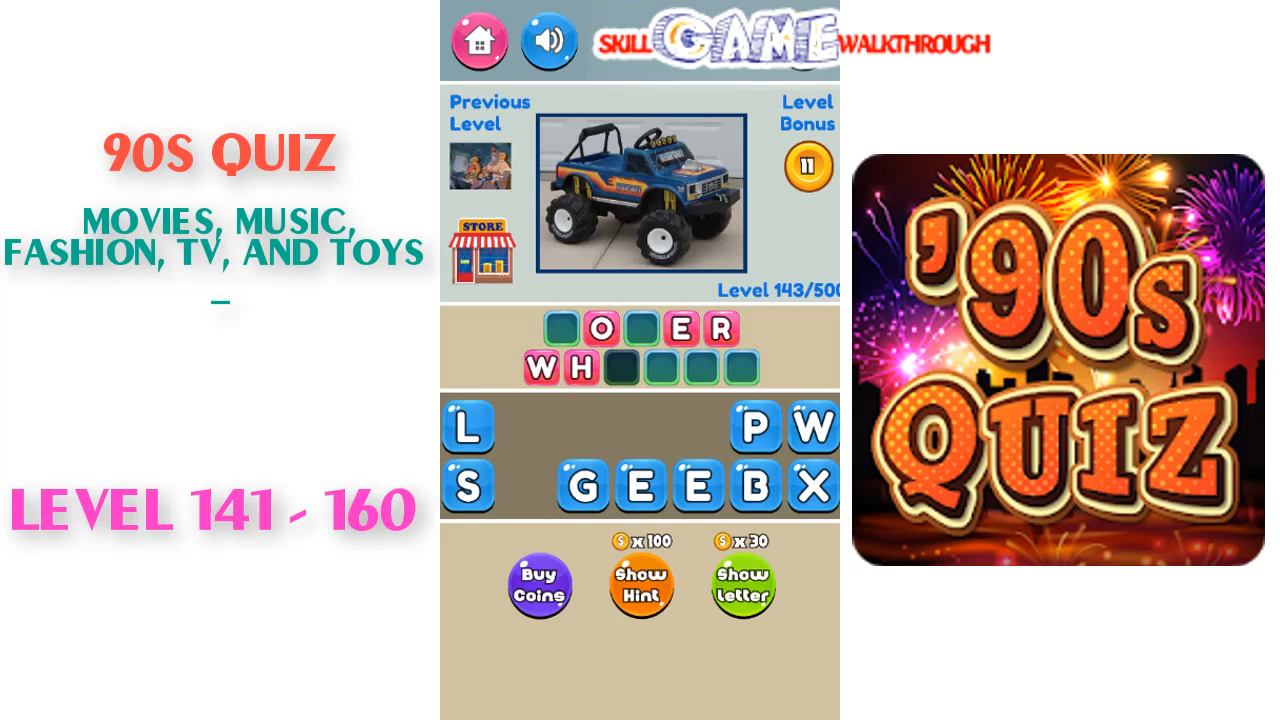 SKILL GAME WALKTHROUGH
90S QUIZ
MOVIES, MUSIC,
FASHION, TV, AND TOYS
–
LEVEL 141 - 160
Previous
Level
Level
Bonus
11
STORE
Level 143/500
O E R
W H
L P W
S G E E B X
$ x 100
$ x 30
Buy
Coins
Show
Hint
Show
Letter
'90s
QUIZ